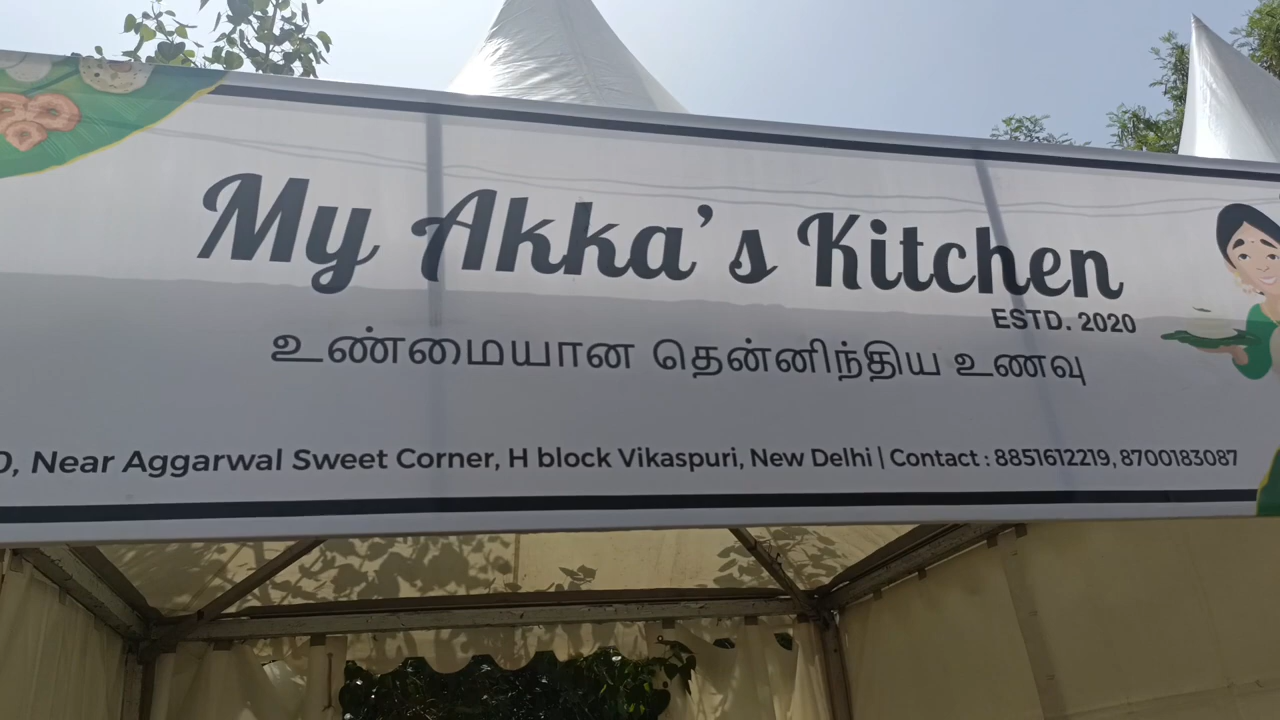 My Akka's Kitchen
ESTD. 2020
உண்மையான தென்னிந்திய உணவு
Near Aggarwal Sweet Corner, H block Vikaspuri, New Delhi | Contact : 8851612219, 8700183087